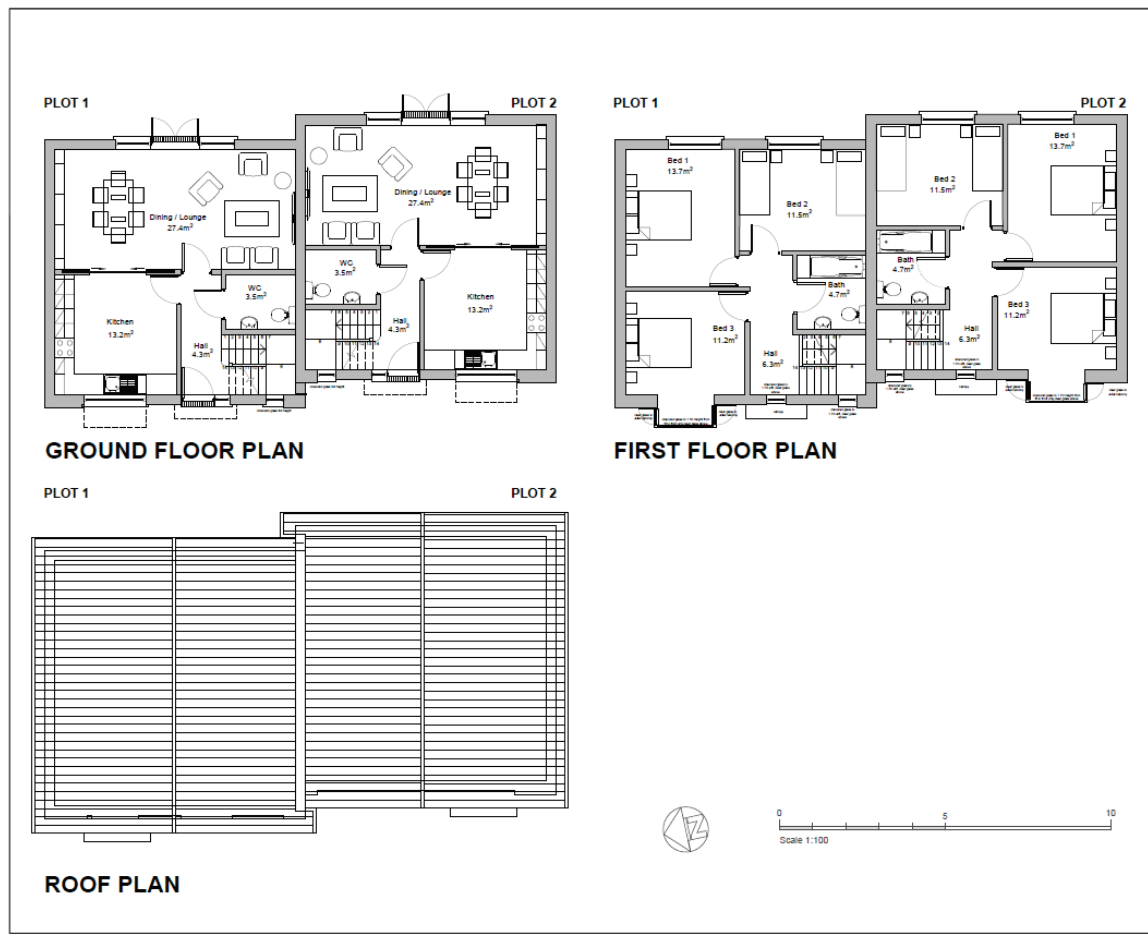 PLOT 1
PLOT 2
Dining / Lounge
27.4m²
Dining / Lounge
27.4m²
WC
3.5m²
WC
3.5m²
Kitchen
13.2m²
Kitchen
13.2m²
Hall
4.3m²
Hall
4.3m²
GROUND FLOOR PLAN
PLOT 1
PLOT 2
Bed 1
13.7m²
Bed 1
13.7m²
Bed 2
11.5m²
Bed 2
11.5m²
Bath
4.7m²
Bath
4.7m²
Bed 3
11.2m²
Bed 3
11.2m²
Hall
6.3m²
Hall
6.3m²
FIRST FLOOR PLAN
PLOT 1
PLOT 2
ROOF PLAN
Z
0
5
10
Scale 1:100